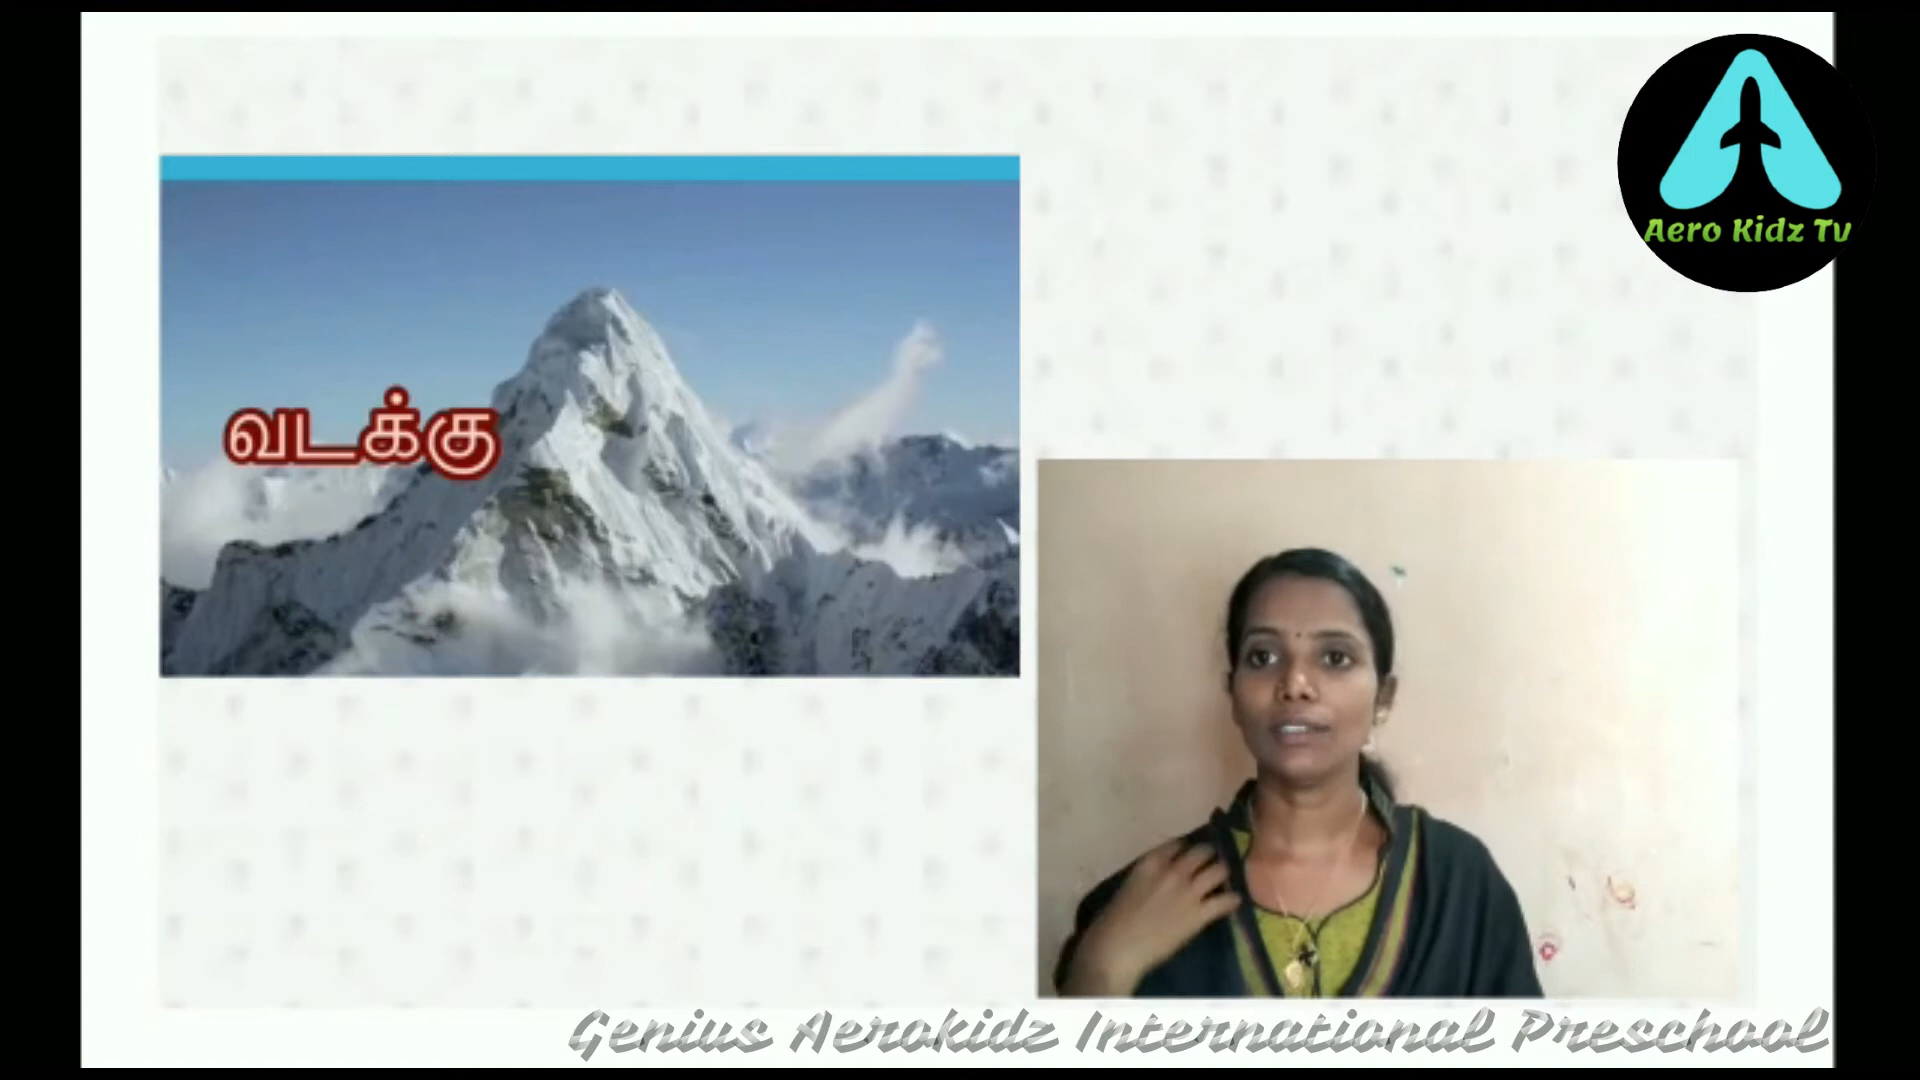 Aero Kidz Tv
வடக்கு
Genius Aerokidz International Preschool